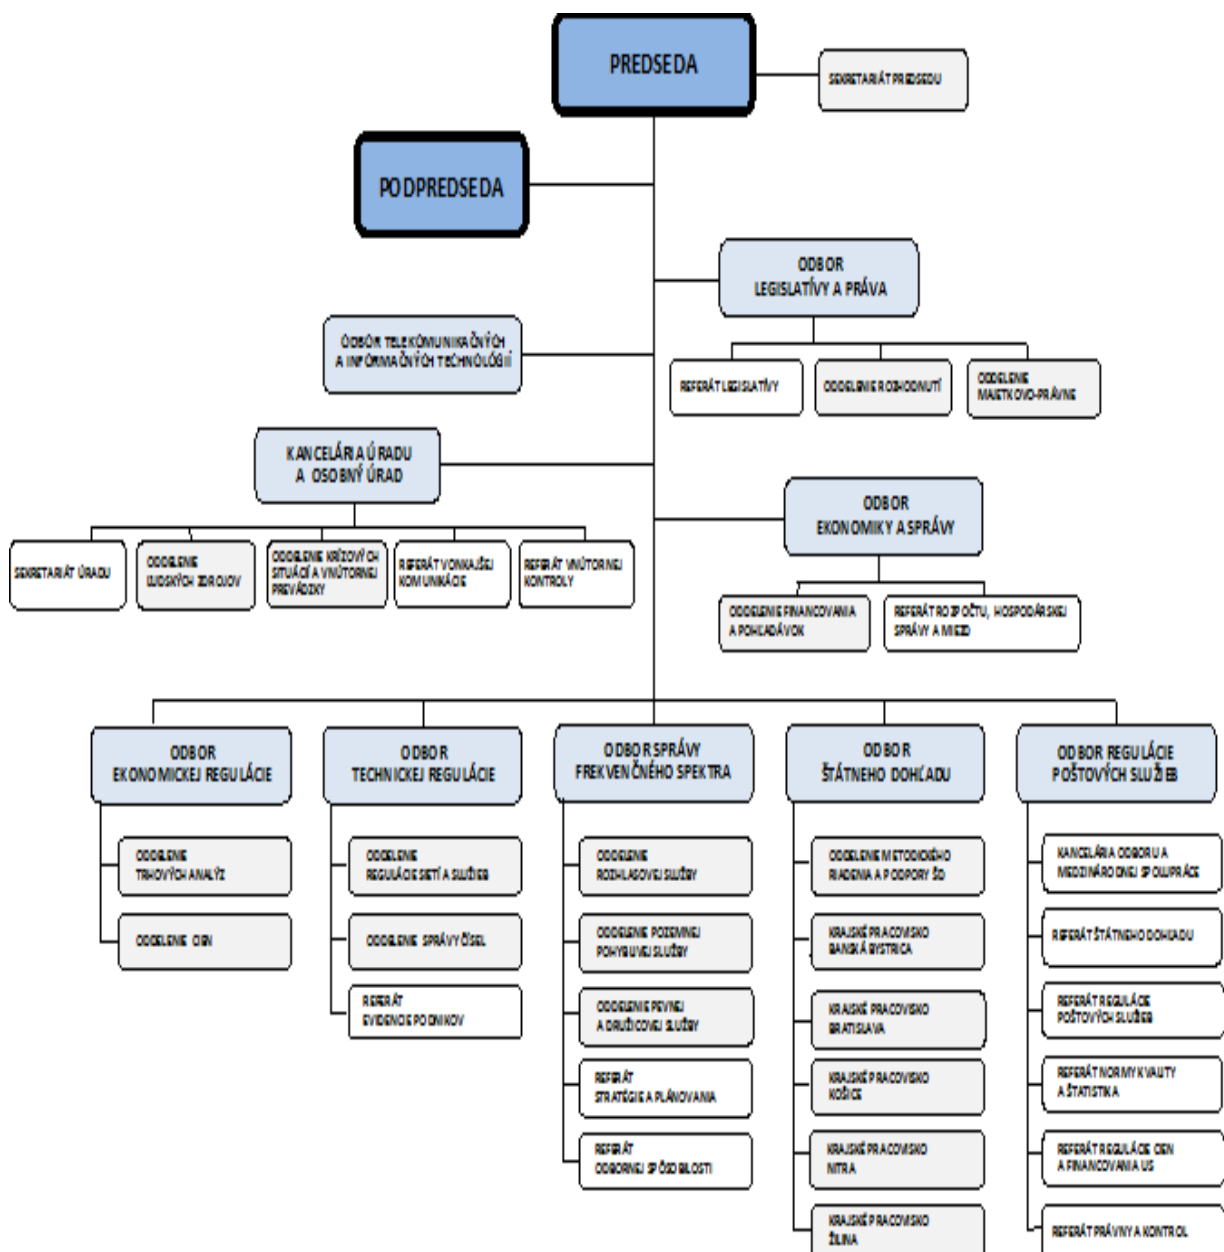 PREDSEDA
SEKRETARIÁT PREDSEDU
PODPREDSEDA
ODBOR
LEGISLATÍVY A PRÁVA
ODBOR TELEKOMUNIKAČNÝCH
A INFORMAČNÝCH TECHNOLÓGIÍ
REFERÁT LEGISLATÍVY
ODDELENIE ROZHODNUTÍ
ODDELENIE
MAJETKOVO-PRÁVNE
KANCELÁRIA ÚRADU
A OSOBNÝ ÚRAD
ODBOR
EKONOMIKY A SPRÁVY
SEKRETARIÁT ÚRADU
ODDELENIE
ĽUDSKÝCH ZDROJOV
ODDELENIE KRÍZOVÝCH
SITUÁCIÍ A VNÚTORNEJ
PREVÁDZKY
REFERÁT VONKAJŠEJ
KOMUNIKÁCIE
REFERÁT VNÚTORNEJ
KONTROLY
ODDELENIE FINANCOVANIA
A POHĽADÁVOK
REFERÁT ROZPOČTU, HOSPODÁRSKEJ
SPRÁVY A MIEZD
ODBOR
EKONOMICKEJ REGULÁCIE
ODDELENIE
TRHOVÝCH ANALÝZ
ODDELENIE CIEN
ODBOR
TECHNICKEJ REGULÁCIE
ODDELENIE
REGULÁCIE SIETÍ A SLUŽIEB
ODDELENIE SPRÁVY ČÍSEL
REFERÁT
EVIDENCIE PODNIKOV
ODBOR SPRÁVY
FREKVENČNÉHO SPEKTRA
ODDELENIE
ROZHLASOVEJ SLUŽBY
ODDELENIE POZEMNEJ
POHYBUVEJ SLUŽBY
ODDELENIE PEVNEJ
A DRUŽICOVEJ SLUŽBY
REFERÁT
STRATÉGIE A PLÁNOVANIA
REFERÁT
ODBORNEJ SPÔSOBILOSTI
ODBOR
ŠTÁTNEHO DOHĽADU
ODDELENIE METODICKÉHO
RIADENIA A PODPORY ŠD
KRAJSKÉ PRACOVISKO
BANSKÁ BYSTRICA
KRAJSKÉ PRACOVISKO
BRATISLAVA
KRAJSKÉ PRACOVISKO
KOŠICE
KRAJSKÉ PRACOVISKO
NITRA
KRAJSKÉ PRACOVISKO
ŽILINA
ODBOR REGULÁCIE
POŠTOVÝCH SLUŽIEB
KANCELÁRIA ODBORU A
MEDZINÁRODNEJ SPOLUPRÁCE
REFERÁT ŠTÁTNEHO DOHĽADU
REFERÁT REGULÁCIE
POŠTOVÝCH SLUŽIEB
REFERÁT NORMY KVALITY
A ŠTATISTIKA
REFERÁT REGULÁCIE CIEN
A FINANCOVANIA US
REFERÁT PRÁVNY A KONTROL